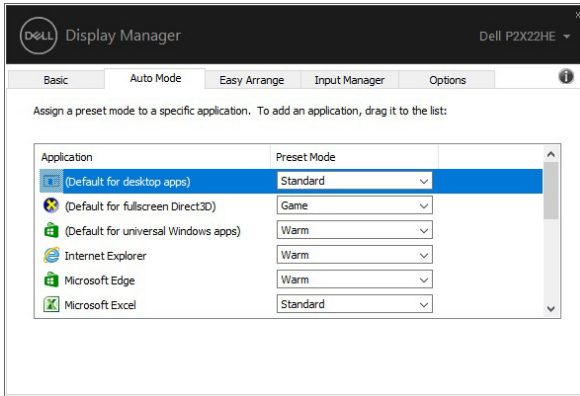 DELL Display Manager Dell P2X22HE
Basic Auto Mode Easy Arrange Input Manager Options
Assign a preset mode to a specific application. To add an application, drag it to the list:
Application Preset Mode
(Default for desktop apps) Standard
(Default for fullscreen Direct3D) Game
(Default for universal Windows apps) Warm
Internet Explorer Warm
Microsoft Edge Warm
Microsoft Excel Standard